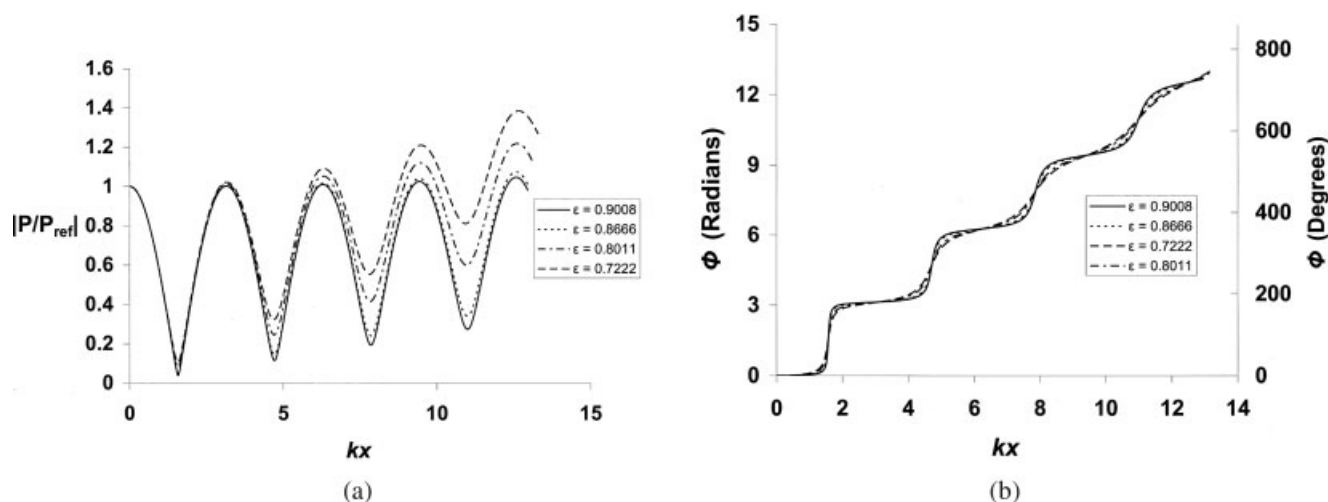 1.6
1.4
1.2
1
0.8
0.6
0.4
0.2
0
|P/Pref|
0 5 10 15
kx
ε = 0.9008
ε = 0.8666
ε = 0.8011
ε = 0.7222
(a)
15
12
9
6
3
0
Φ (Radians)
0 2 4 6 8 10 12 14
kx
800
600
400
200
0
Φ (Degrees)
ε = 0.9008
ε = 0.8666
ε = 0.7222
ε = 0.8011
(b)